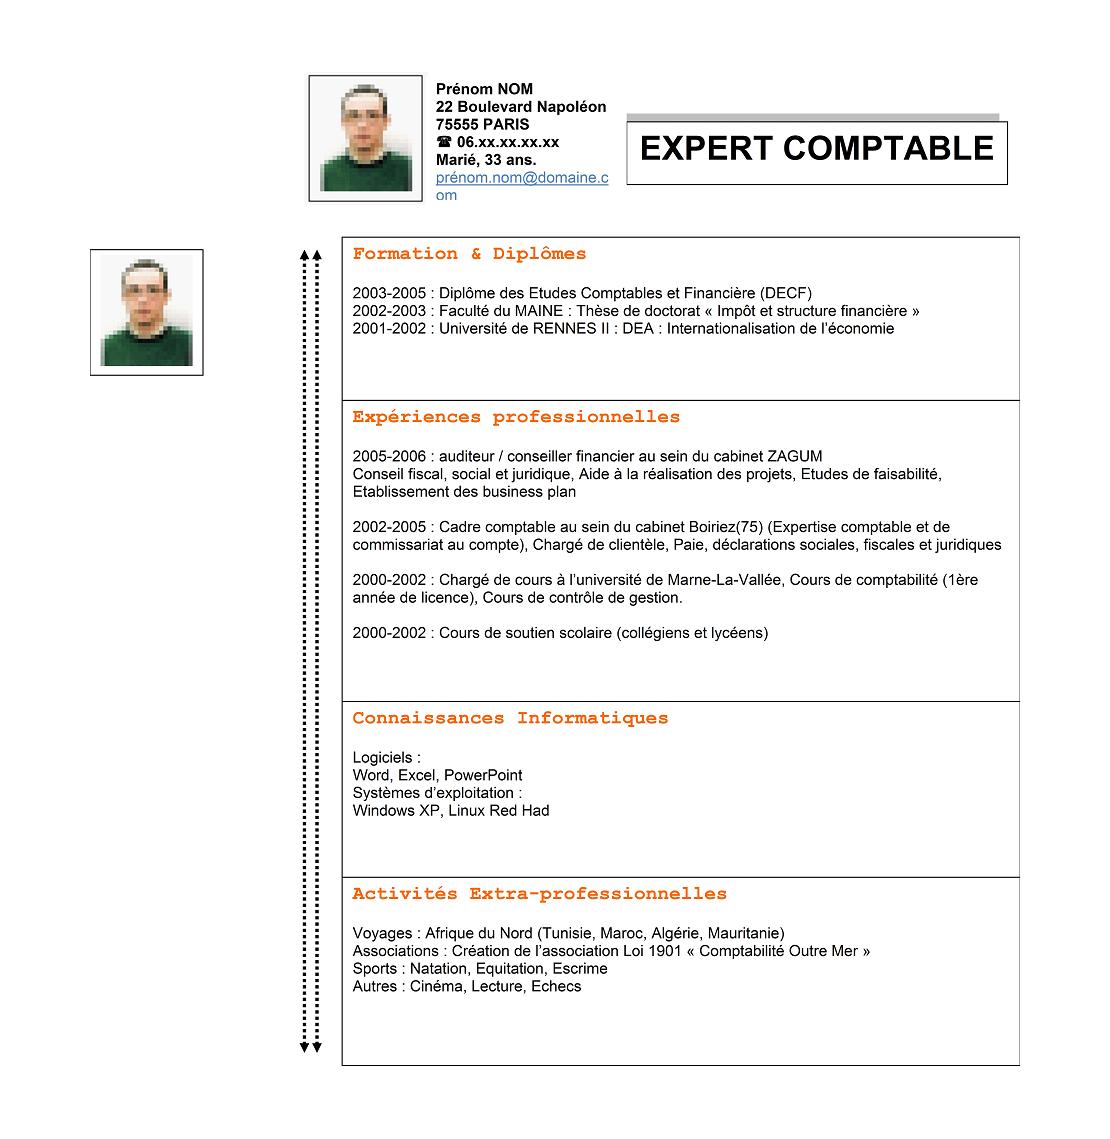 Prénom NOM
22 Boulevard Napoléon
75555 PARIS
☎ 06.xx.xx.xx.xx
Marié, 33 ans.
prénom.nom@domaine.c
om
EXPERT COMPTABLE
Formation & Diplômes
2003-2005 : Diplôme des Etudes Comptables et Financière (DECF)
2002-2003 : Faculté du MAINE : Thèse de doctorat « Impôt et structure financière »
2001-2002 : Université de RENNES II : DEA : Internationalisation de l’économie
Expériences professionnelles
2005-2006 : auditeur / conseiller financier au sein du cabinet ZAGUM
Conseil fiscal, social et juridique, Aide à la réalisation des projets, Etudes de faisabilité,
Etablissement des business plan
2002-2005 : Cadre comptable au sein du cabinet Boiriez(75) (Expertise comptable et de
commissariat au compte), Chargé de clientèle, Paie, déclarations sociales, fiscales et juridiques
2000-2002 : Chargé de cours à l’université de Marne-La-Vallée, Cours de comptabilité (1ère
année de licence), Cours de contrôle de gestion.
2000-2002 : Cours de soutien scolaire (collégiens et lycéens)
Connaissances Informatiques
Logiciels :
Word, Excel, PowerPoint
Systèmes d’exploitation :
Windows XP, Linux Red Had
Activités Extra-professionnelles
Voyages : Afrique du Nord (Tunisie, Maroc, Algérie, Mauritanie)
Associations : Création de l’association Loi 1901 « Comptabilité Outre Mer »
Sports : Natation, Equitation, Escrime
Autres : Cinéma, Lecture, Echecs